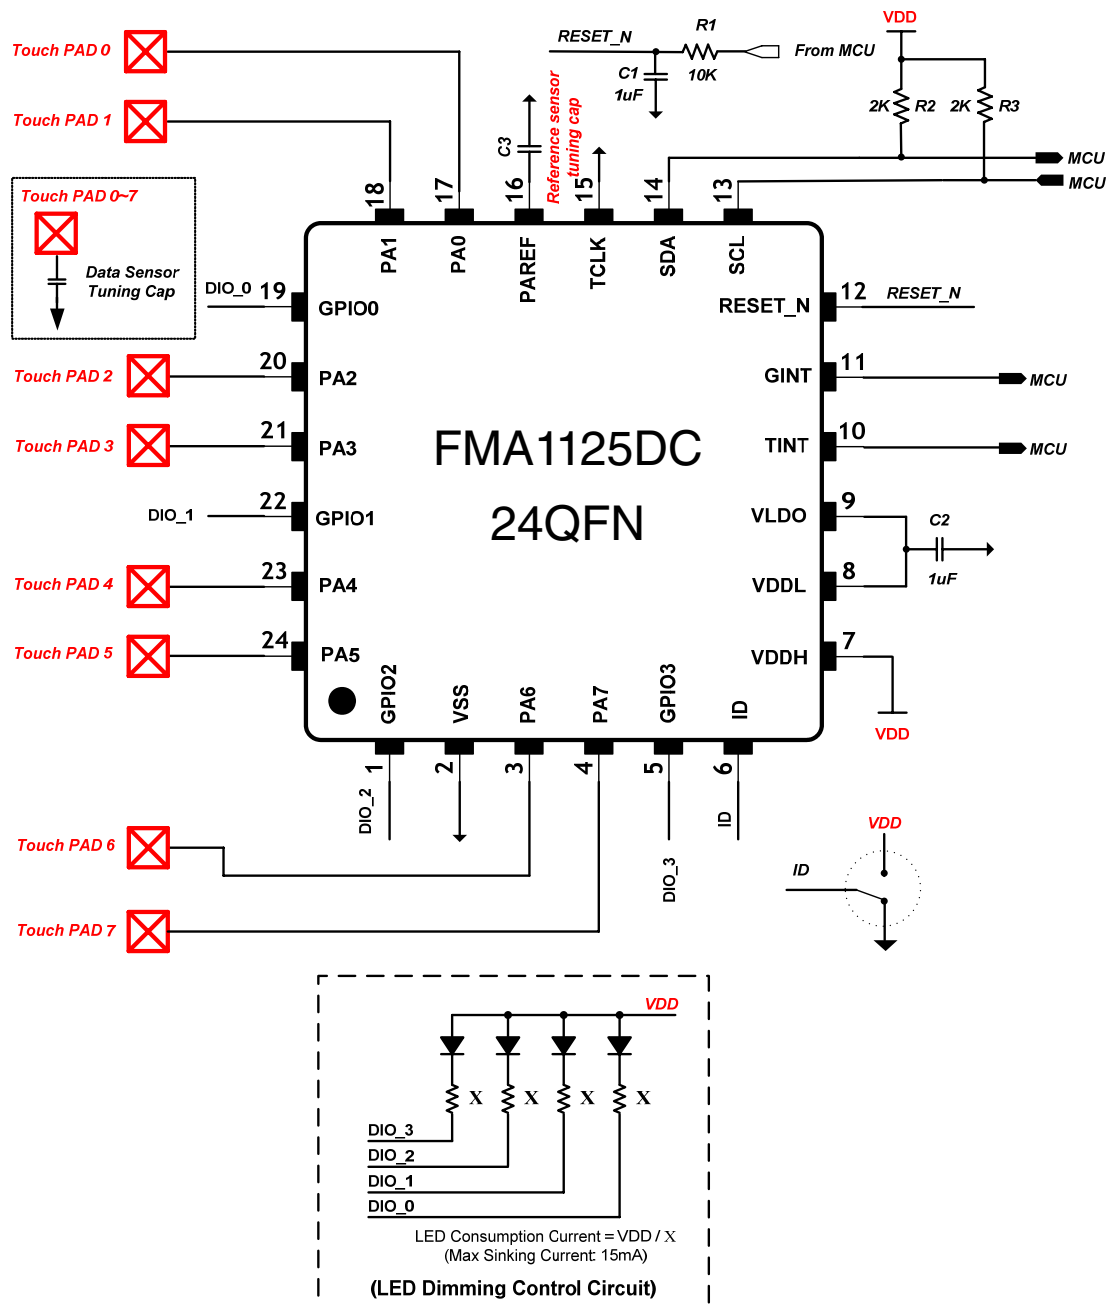 Touch PAD 0
RESET_N
R1
10K
From MCU
C1
1uF
VDD
2K
R2
2K
R3
MCU
MCU
Touch PAD 1
C3
Reference sensor
tuning cap
18
17
16
15
14
13
PA1
PA0
PAREF
TCLK
SDA
SCL
Touch PAD 0~7
Data Sensor
Tuning Cap
DIO_0
19
GPIO0
RESET_N
12
RESET_N
Touch PAD 2
20
PA2
GINT
11
MCU
Touch PAD 3
21
PA3
TINT
10
MCU
FMA1125DC
24QFN
DIO_1
22
GPIO1
VLDO
9
C2
1uF
Touch PAD 4
23
PA4
VDDL
8
Touch PAD 5
24
PA5
VDDH
7
VDD
GPIO2
VSS
PA6
PA7
GPIO3
ID
1
2
3
4
5
6
DIO_2
DIO_3
ID
Touch PAD 6
Touch PAD 7
VDD
ID
VDD
X
X
X
X
DIO_3
DIO_2
DIO_1
DIO_0
LED Consumption Current = VDD / X
(Max Sinking Current: 15mA)
(LED Dimming Control Circuit)